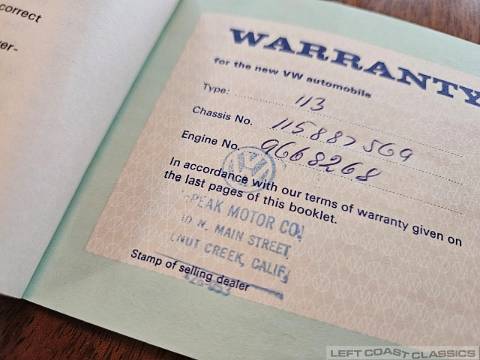 correct
WARRANTY
for the new VW automobile
Type: 113
Chassis No. 115887569
Engine No. 9668268
In accordance with our terms of warranty given on
the last pages of this booklet.
PEAK MOTOR CO.
N. MAIN STREET,
NUT CREEK, CALIF.
Stamp of selling dealer
LEFT COAST CLASSICS